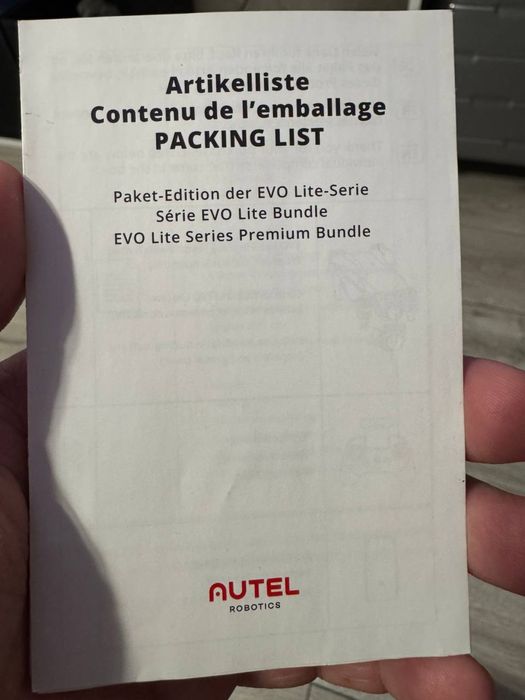 Artikelliste
Contenu de l'emballage
PACKING LIST
Paket-Edition der EVO Lite-Serie
Série EVO Lite Bundle
EVO Lite Series Premium Bundle
AUTEL
ROBOTICS